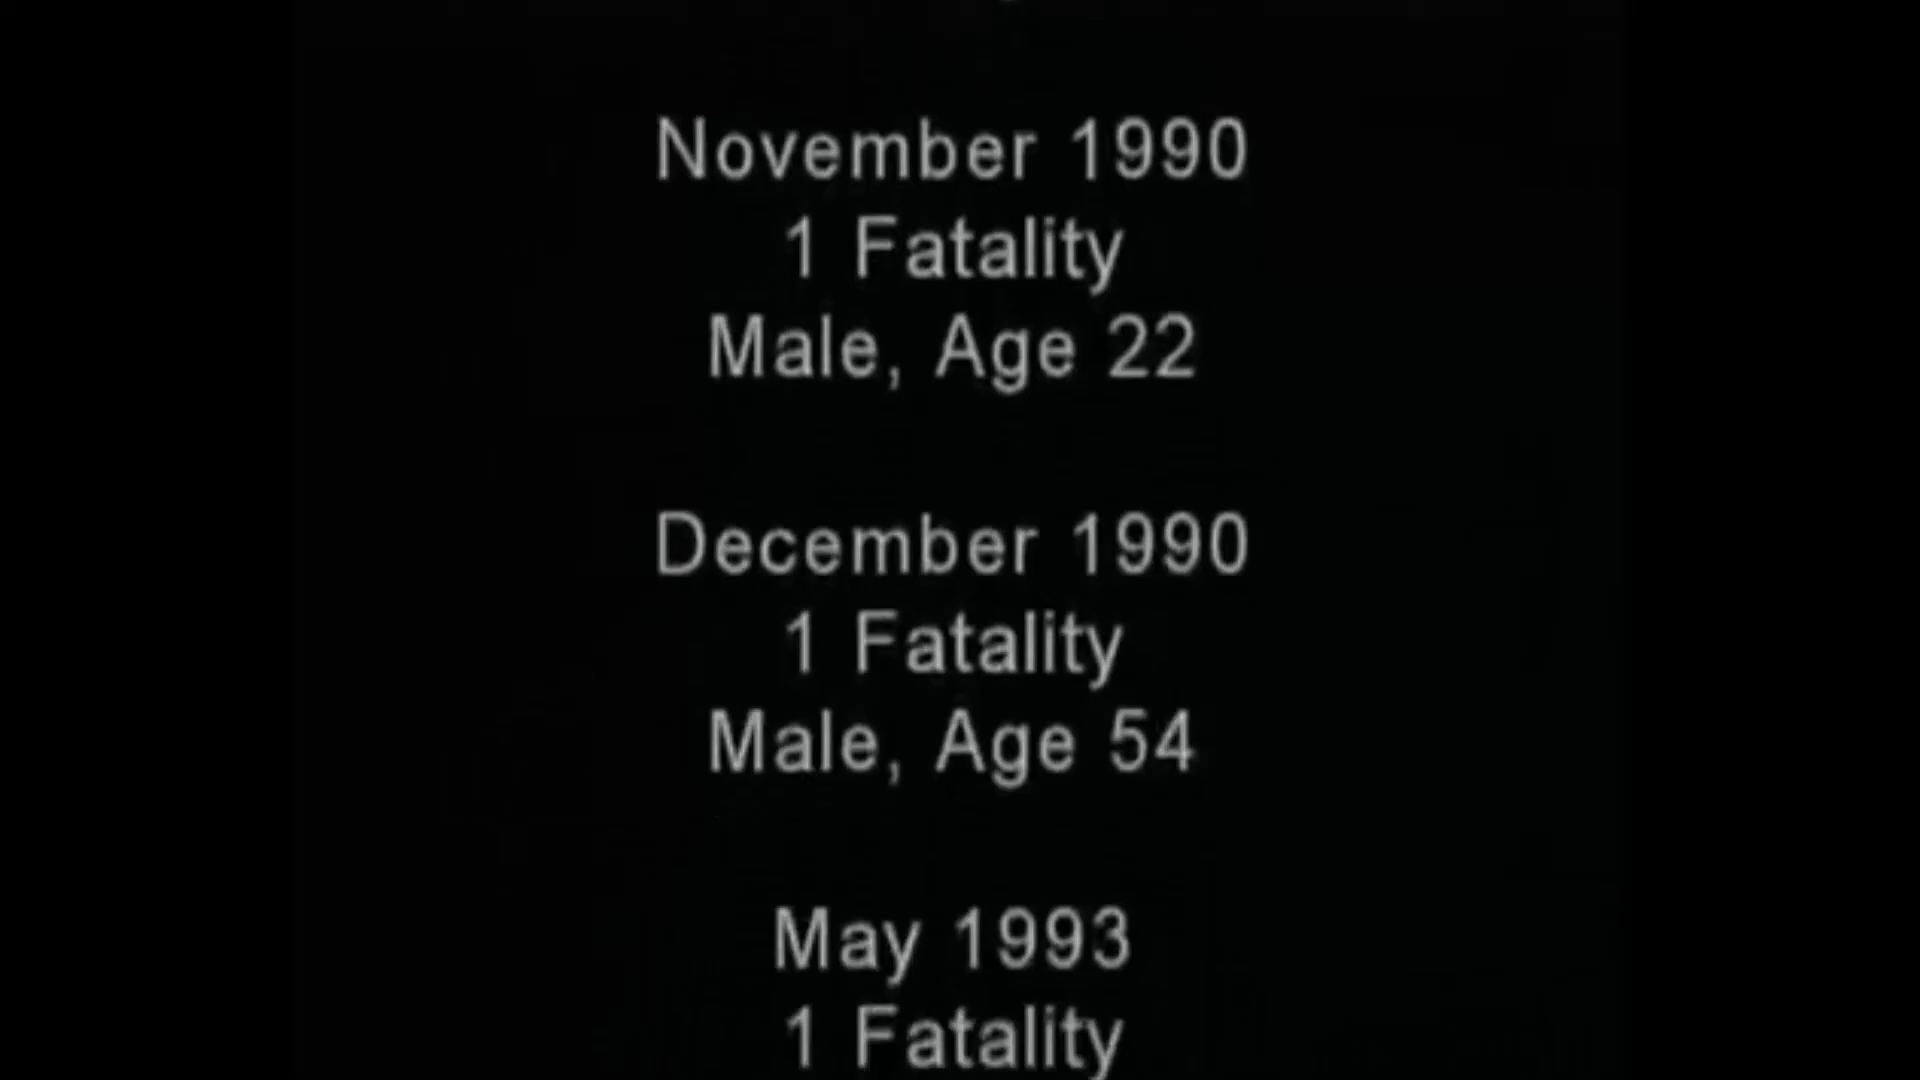 November 1990
1 Fatality
Male, Age 22
December 1990
1 Fatality
Male, Age 54
May 1993
1 Fatality